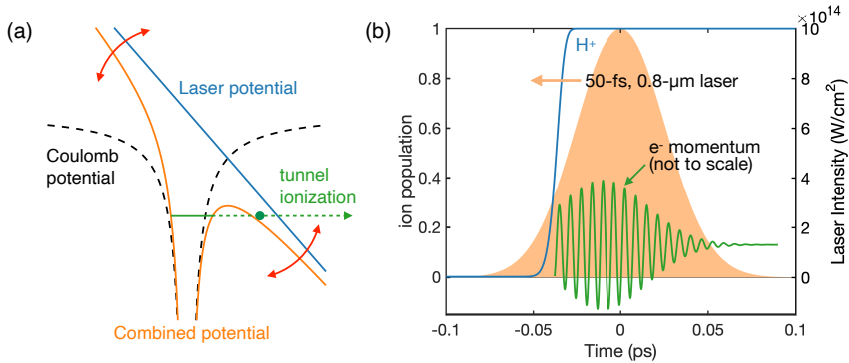 (a)
Laser potential
Coulomb
potential
tunnel
ionization
Combined potential
(b)
×10¹⁴
H⁺
50-fs, 0.8-µm laser
e⁻ momentum
(not to scale)
ion population
1
0.8
0.6
0.4
0.2
0
Laser Intensity (W/cm²)
10
8
6
4
2
0
-0.1
-0.05
0
0.05
0.1
Time (ps)